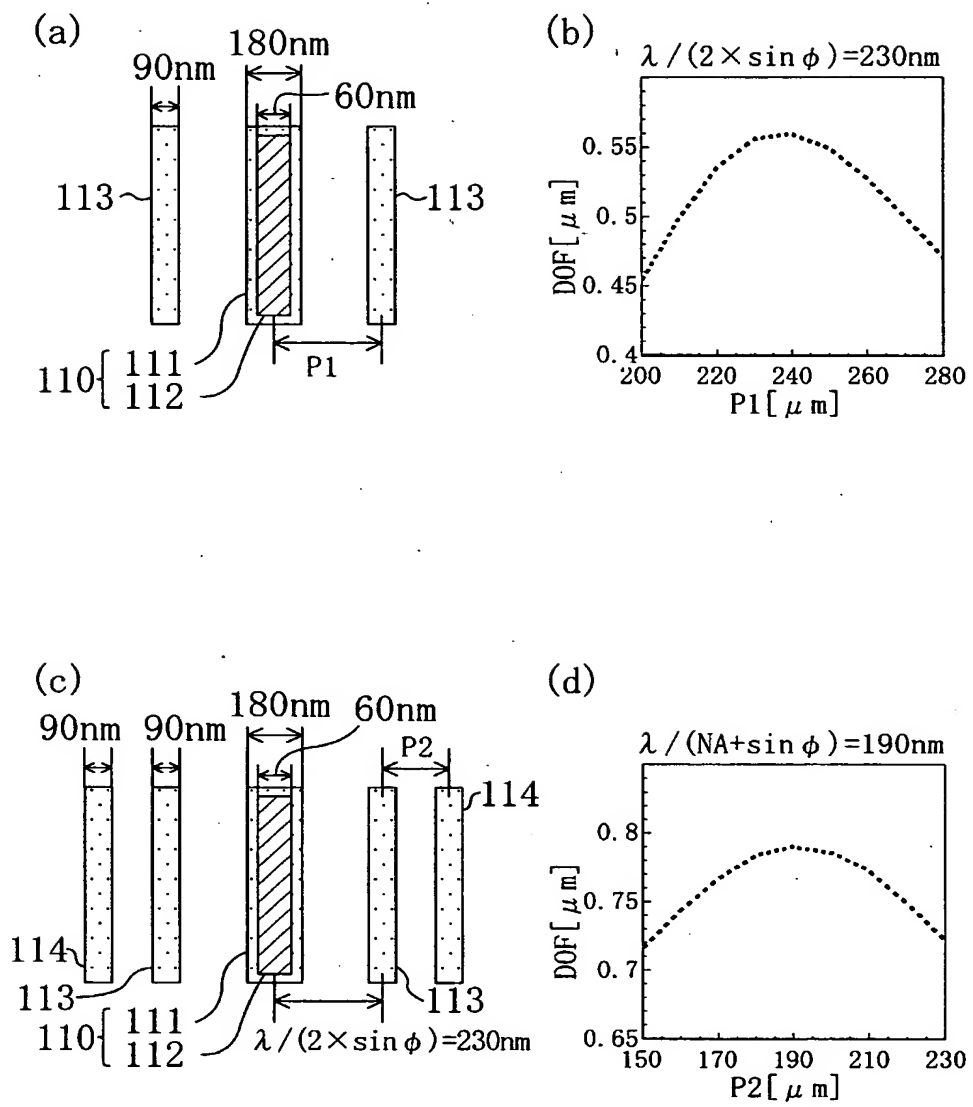 (a)
180nm
90nm
60nm
113
113
110{ 111
112
P1
(b)
λ/(2×sinφ)=230nm
0.55
0.5
0.45
0.4
DOF[μm]
200 220 240 260 280
P1[μm]
(c)
180nm
90nm 90nm
60nm
P2
114
114
113
113
110{ 111
112
λ/(2×sinφ)=230nm
(d)
λ/(NA+sinφ)=190nm
0.8
0.75
0.7
0.65
DOF[μm]
150 170 190 210 230
P2[μm]